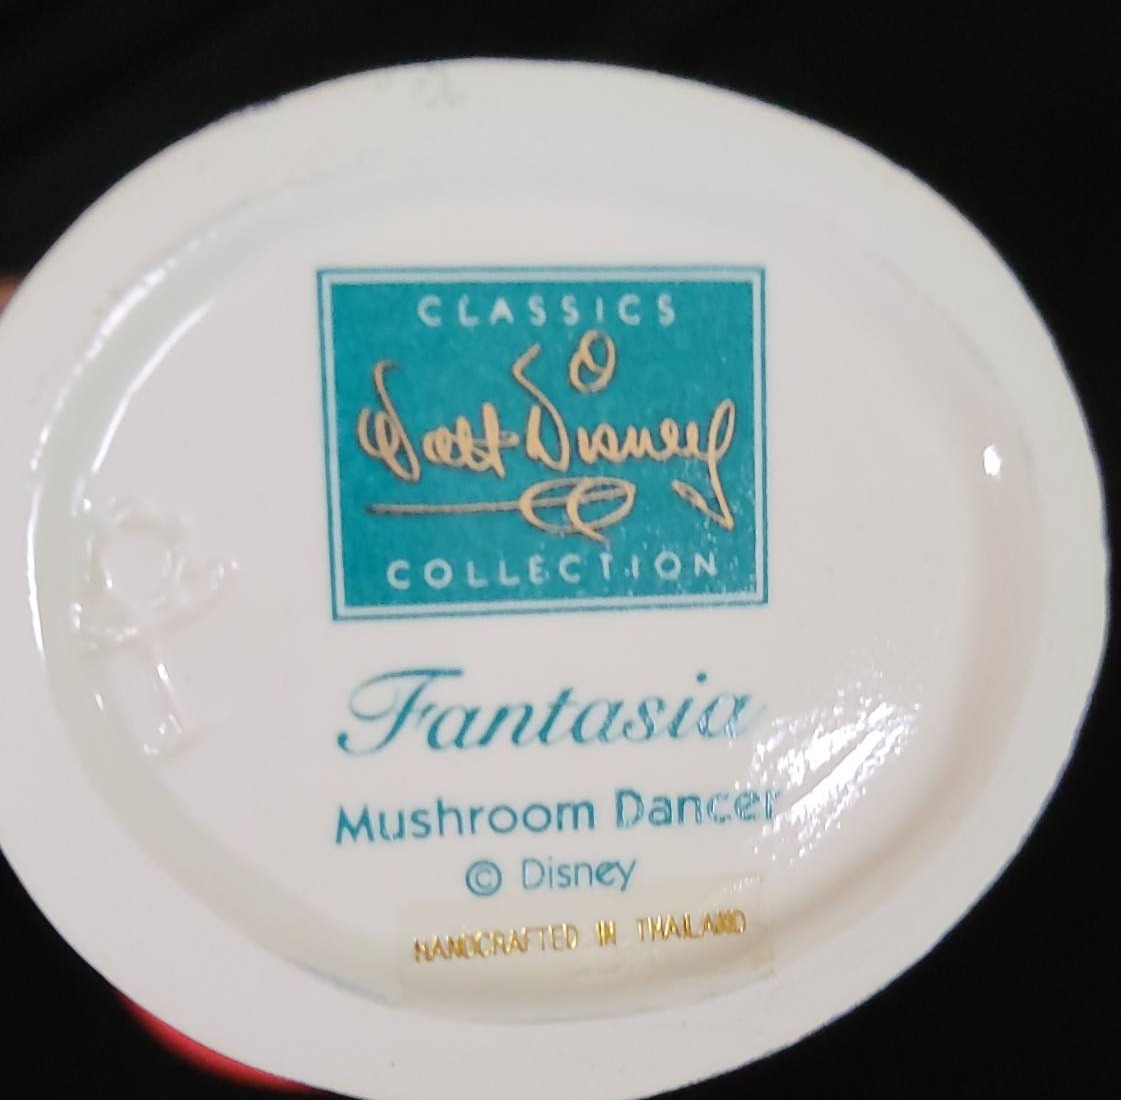 CLASSICS
Walt Disney
COLLECTION
Fantasia
Mushroom Dancer
© Disney
HANDCRAFTED IN THAILAND